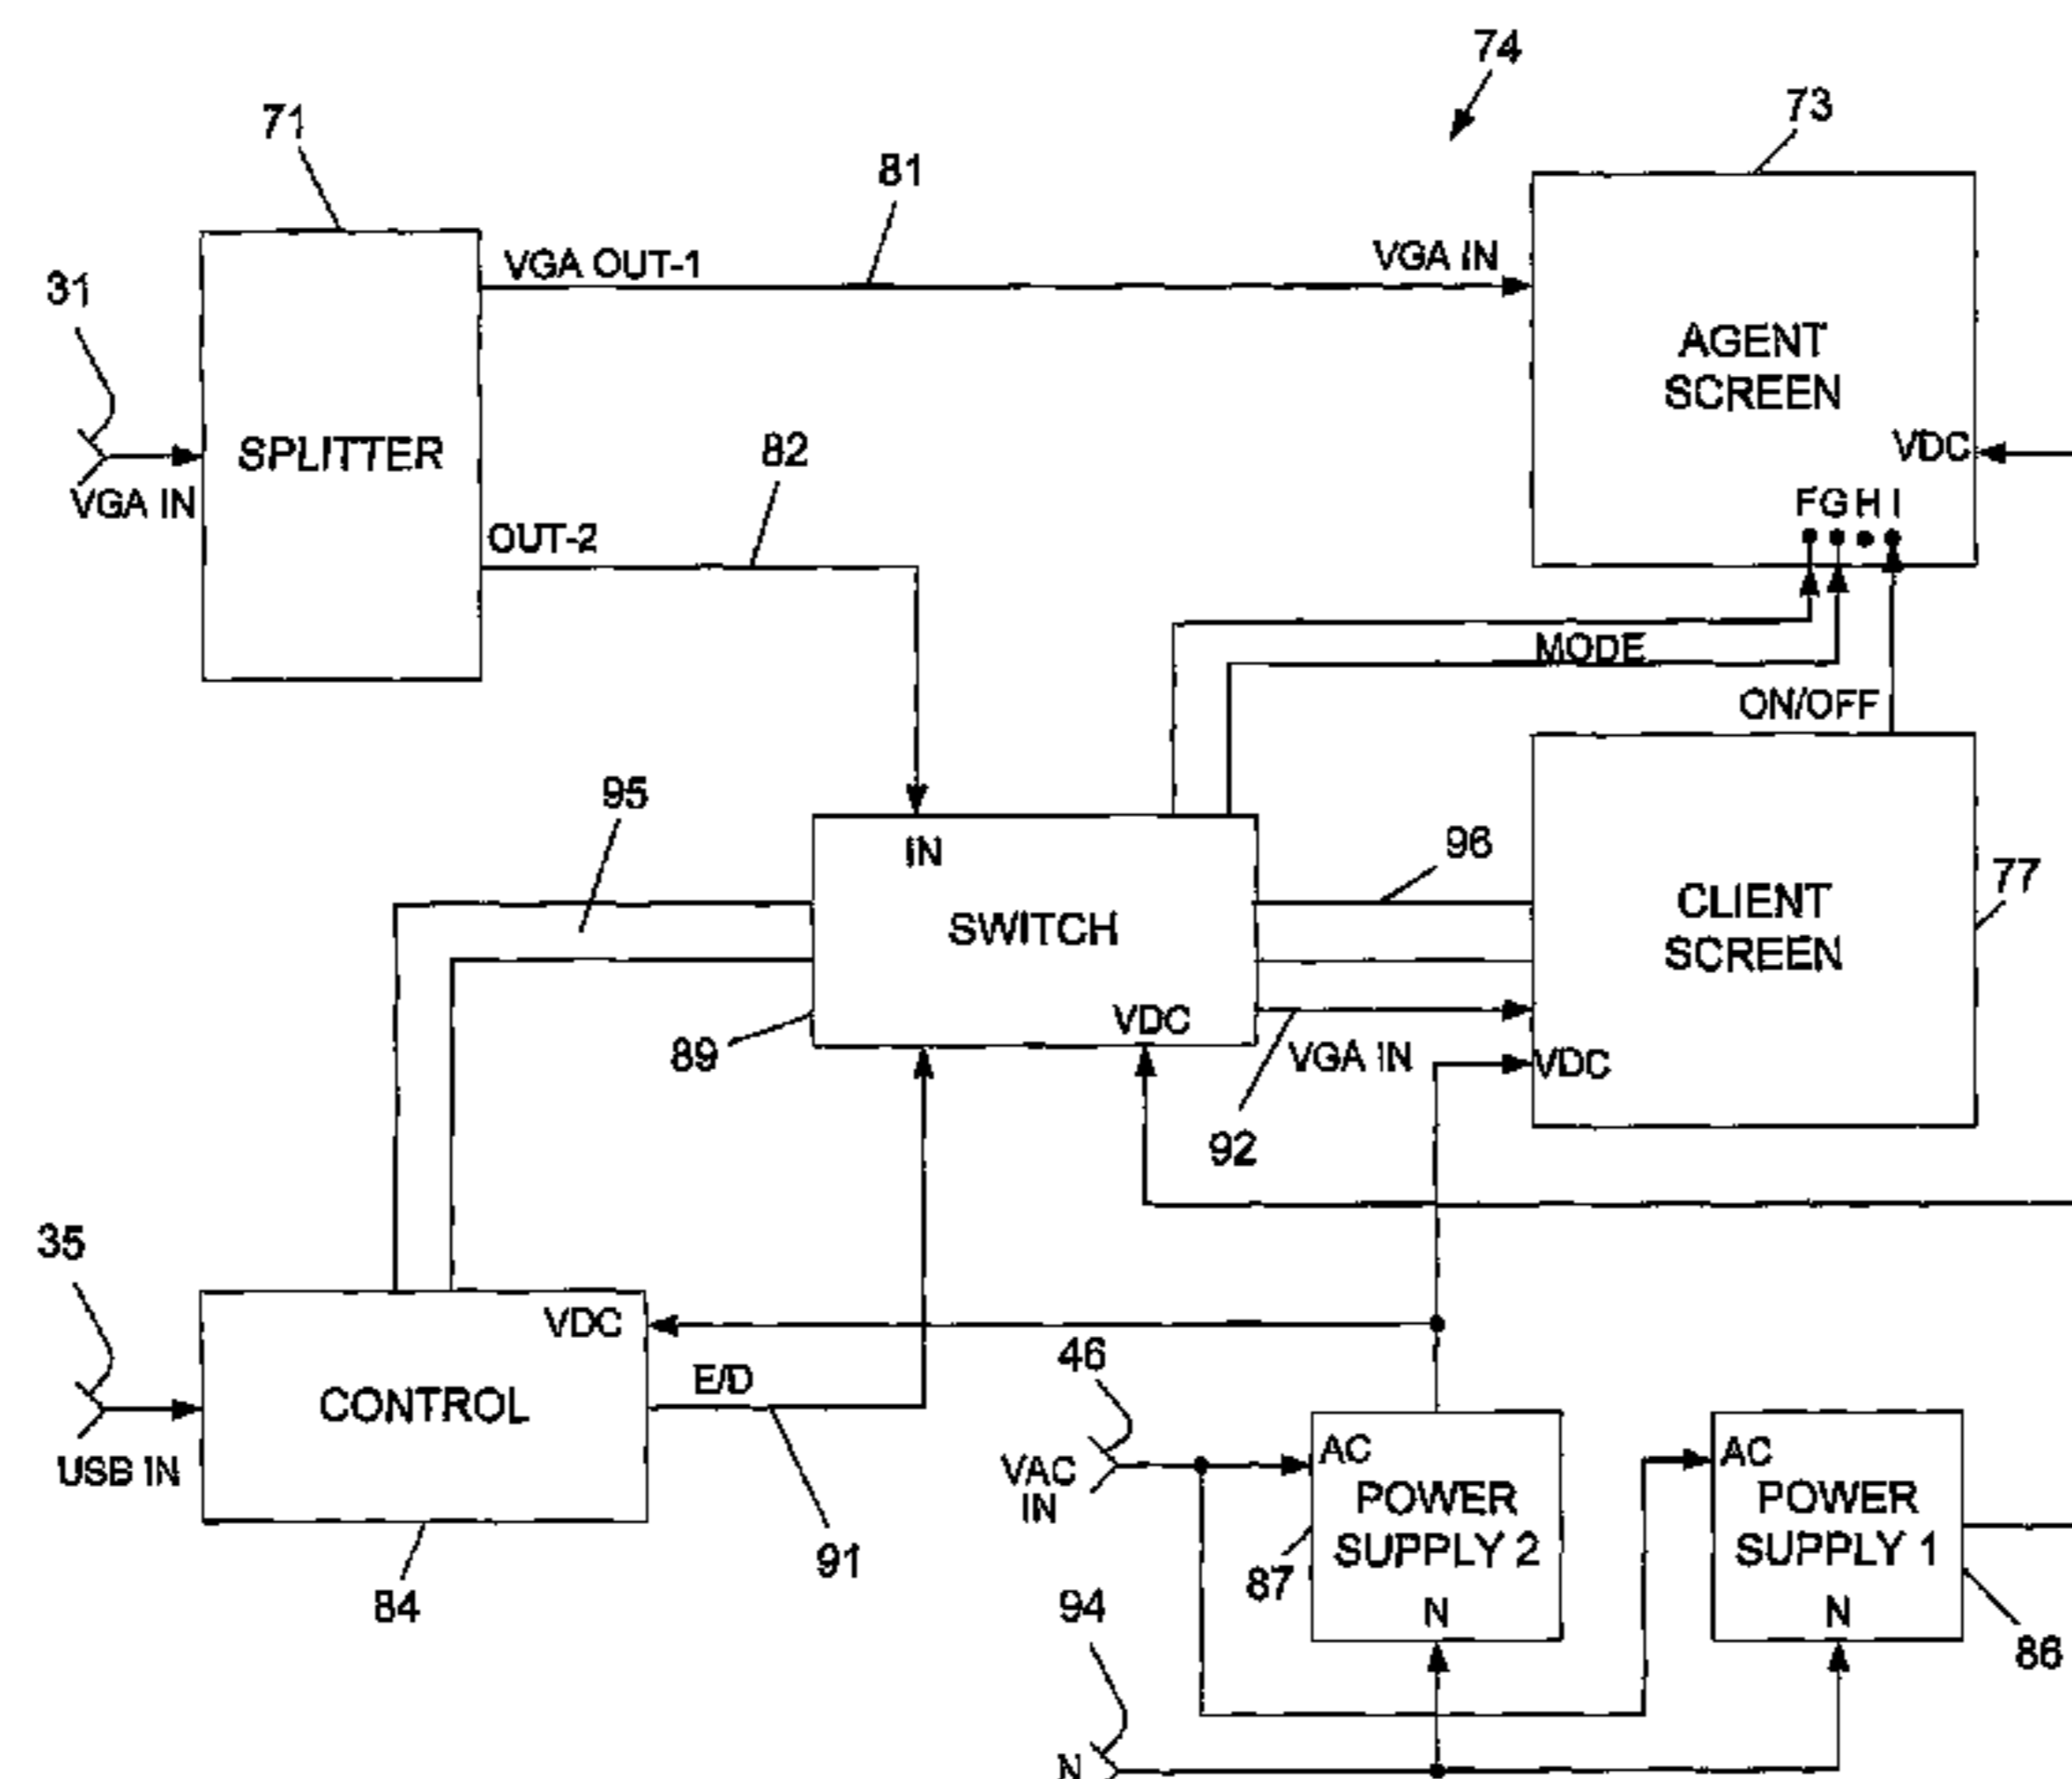 74
73
71
81
VGA OUT-1
VGA IN
31
AGENT
SCREEN
SPLITTER
82
VDC
VGA IN
F G H I
OUT-2
MODE
ON/OFF
95
IN
96
77
SWITCH
CLIENT
SCREEN
VDC
89
VGA IN
VDC
92
35
VDC
46
E/D
CONTROL
AC
AC
USB IN
VAC
IN
POWER
SUPPLY 2
POWER
SUPPLY 1
91
87
84
94
N
N
86
N